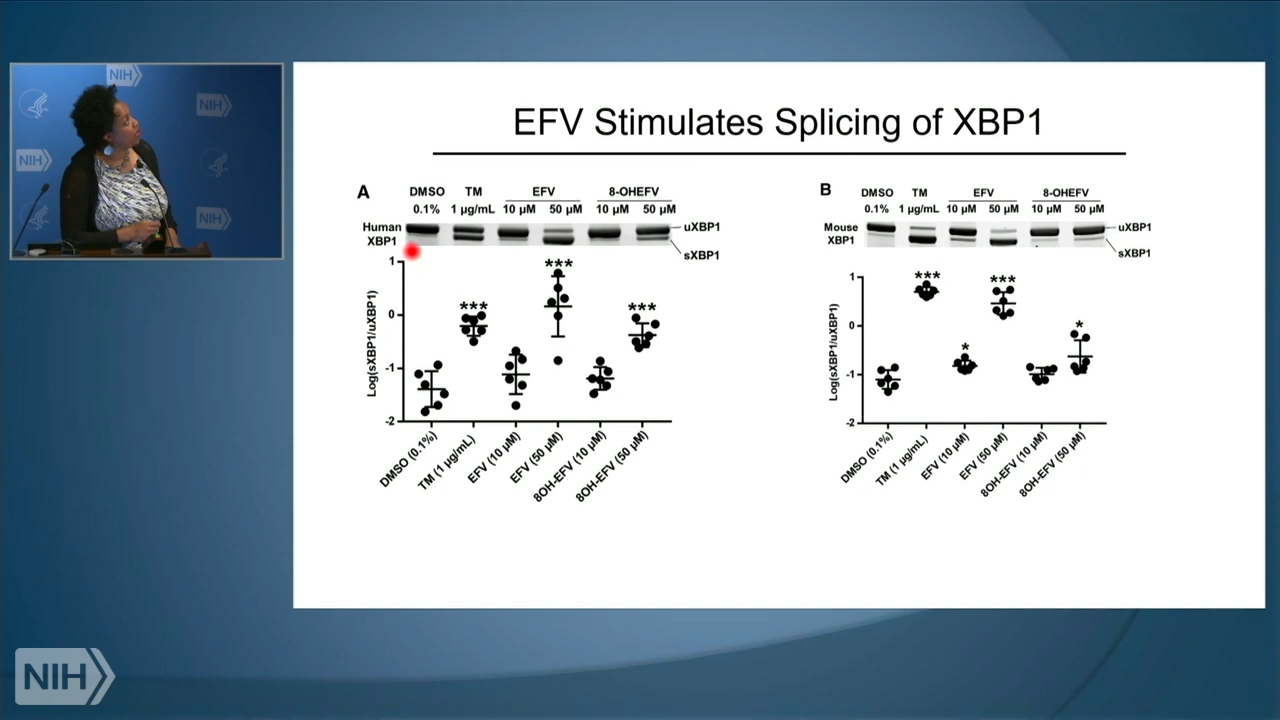 NIH
NIH
NIH
NIH
EFV Stimulates Splicing of XBP1
A
DMSO TM EFV 8-OHEFV
0.1% 1 µg/mL 10 µM 50 µM 10 µM 50 µM
Human XBP1
uXBP1
sXBP1
***
***
***
1
0
-1
-2
Log(sXBP1/uXBP1)
DMSO (0.1%)
TM (1 µg/mL)
EFV (10 µM)
EFV (50 µM)
8OH-EFV (10 µM)
8OH-EFV (50 µM)
B
DMSO TM EFV 8-OHEFV
0.1% 1 µg/mL 10 µM 50 µM 10 µM 50 µM
Mouse XBP1
uXBP1
sXBP1
***
*
***
*
1
0
-1
-2
Log(sXBP1/uXBP1)
DMSO (0.1%)
TM (1 µg/mL)
EFV (10 µM)
EFV (50 µM)
8OH-EFV (10 µM)
8OH-EFV (50 µM)
NIH